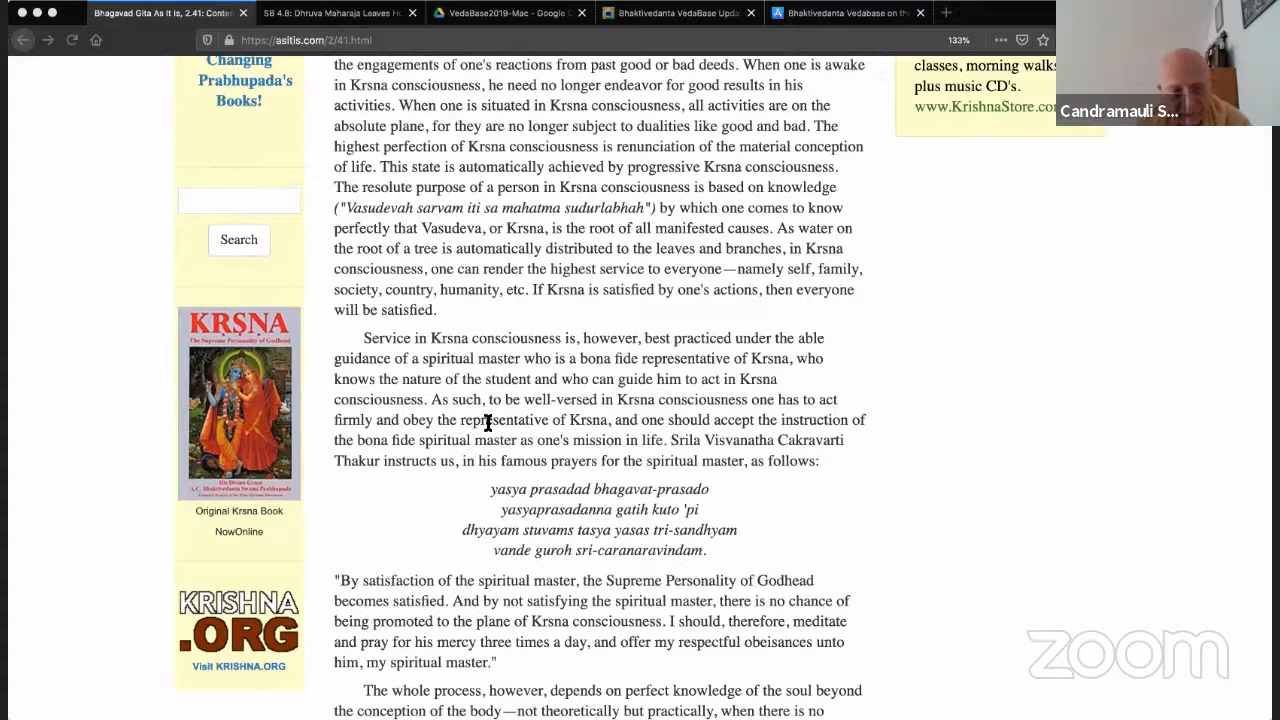 Bhagavad Gita As It Is, 2.41: Conten
SB 4.8: Dhruva Maharaja Leaves Ho
VedaBase2019-Mac - Google D
Bhaktivedanta VedaBase Updat
Bhaktivedanta Vedabase on the
https://asitis.com/2/41.html
133%
Changing
Prabhupada's
Books!
Search
KRṢṆA
The Supreme Personality of Godhead
His Divine Grace
A.C. Bhaktivedanta Swami Prabhupada
Original Krsna Book
NowOnline
KRISHNA
.ORG
Visit KRISHNA.ORG
the engagements of one's reactions from past good or bad deeds. When one is awake
in Krsna consciousness, he need no longer endeavor for good results in his
activities. When one is situated in Krsna consciousness, all activities are on the
absolute plane, for they are no longer subject to dualities like good and bad. The
highest perfection of Krsna consciousness is renunciation of the material conception
of life. This state is automatically achieved by progressive Krsna consciousness.
The resolute purpose of a person in Krsna consciousness is based on knowledge
("Vasudevah sarvam iti sa mahatma sudurlabhah") by which one comes to know
perfectly that Vasudeva, or Krsna, is the root of all manifested causes. As water on
the root of a tree is automatically distributed to the leaves and branches, in Krsna
consciousness, one can render the highest service to everyone—namely self, family,
society, country, humanity, etc. If Krsna is satisfied by one's actions, then everyone
will be satisfied.
Service in Krsna consciousness is, however, best practiced under the able
guidance of a spiritual master who is a bona fide representative of Krsna, who
knows the nature of the student and who can guide him to act in Krsna
consciousness. As such, to be well-versed in Krsna consciousness one has to act
firmly and obey the representative of Krsna, and one should accept the instruction of
the bona fide spiritual master as one's mission in life. Srila Visvanatha Cakravarti
Thakur instructs us, in his famous prayers for the spiritual master, as follows:
yasya prasadad bhagavat-prasado
yasyaprasadanna gatih kuto 'pi
dhyayam stuvams tasya yasas tri-sandhyam
vande guroh sri-caranaravindam.
"By satisfaction of the spiritual master, the Supreme Personality of Godhead
becomes satisfied. And by not satisfying the spiritual master, there is no chance of
being promoted to the plane of Krsna consciousness. I should, therefore, meditate
and pray for his mercy three times a day, and offer my respectful obeisances unto
him, my spiritual master."
The whole process, however, depends on perfect knowledge of the soul beyond
the conception of the body—not theoretically but practically, when there is no
classes, morning walks
plus music CD's.
www.KrishnaStore.com
Candramauli S...
zoom